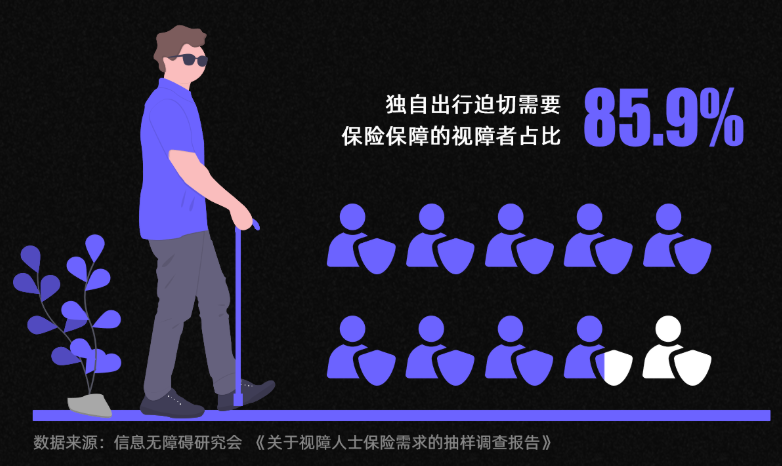 独自出行迫切需要
保险保障的视障者占比
85.9%
数据来源：信息无障碍研究会 《关于视障人士保险需求的抽样调查报告》